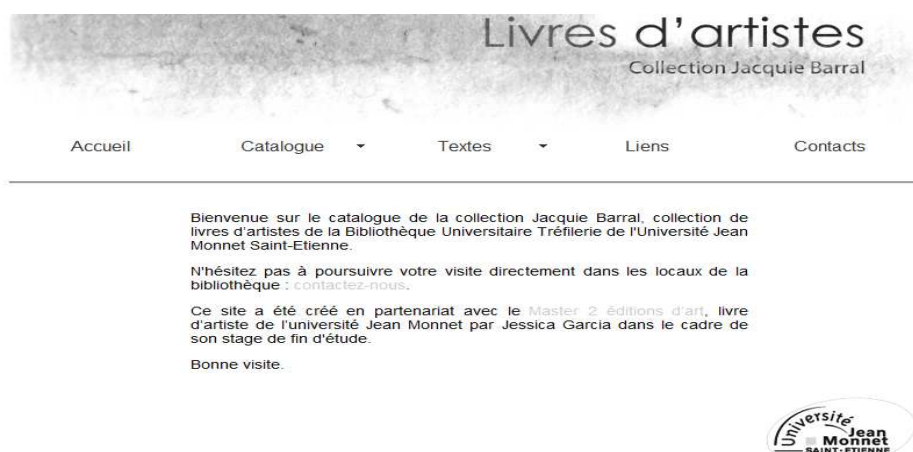 Livres d'artistes
Collection Jacquie Barral
Accueil Catalogue Textes Liens Contacts
Bienvenue sur le catalogue de la collection Jacquie Barral, collection de
livres d'artistes de la Bibliothèque Universitaire Tréfilerie de l'Université Jean
Monnet Saint-Etienne.
N'hésitez pas à poursuivre votre visite directement dans les locaux de la
bibliothèque : contactez-nous.
Ce site a été créé en partenariat avec le Master 2 éditions d'art, livre
d'artiste de l'université Jean Monnet par Jessica Garcia dans le cadre de
son stage de fin d'étude.
Bonne visite.
Université
Jean
Monnet
SAINT-ETIENNE